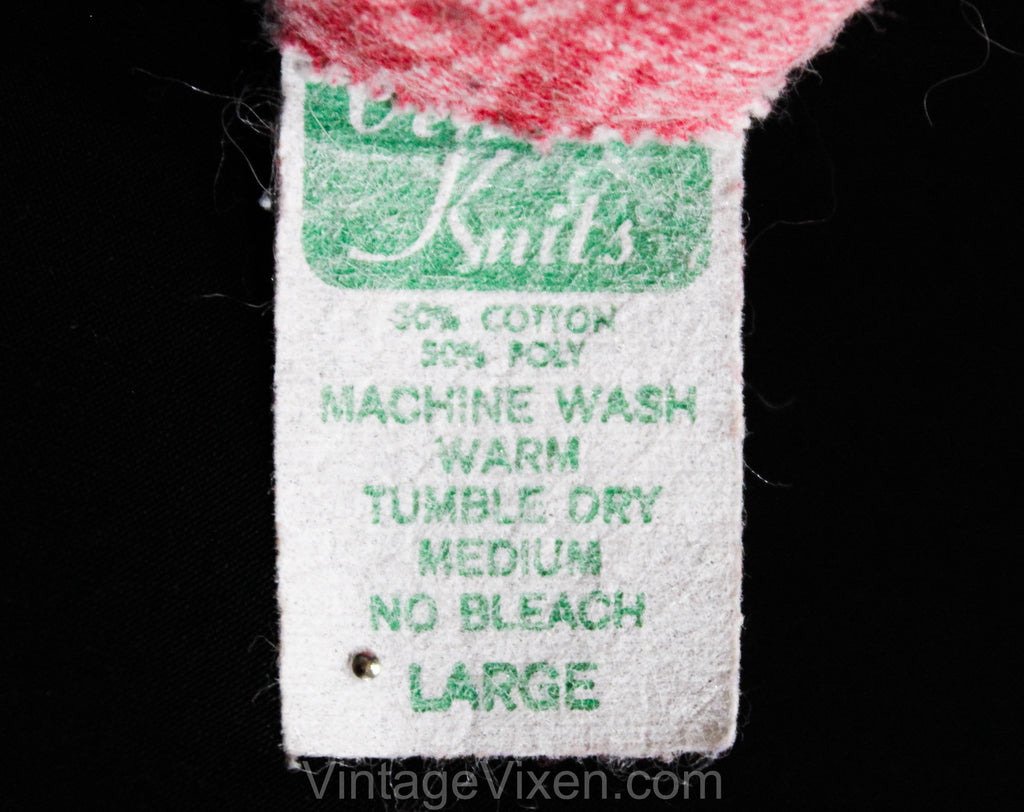 Knits
50% COTTON
50% POLY
MACHINE WASH
WARM
TUMBLE DRY
MEDIUM
NO BLEACH
LARGE
VintageVixen.com